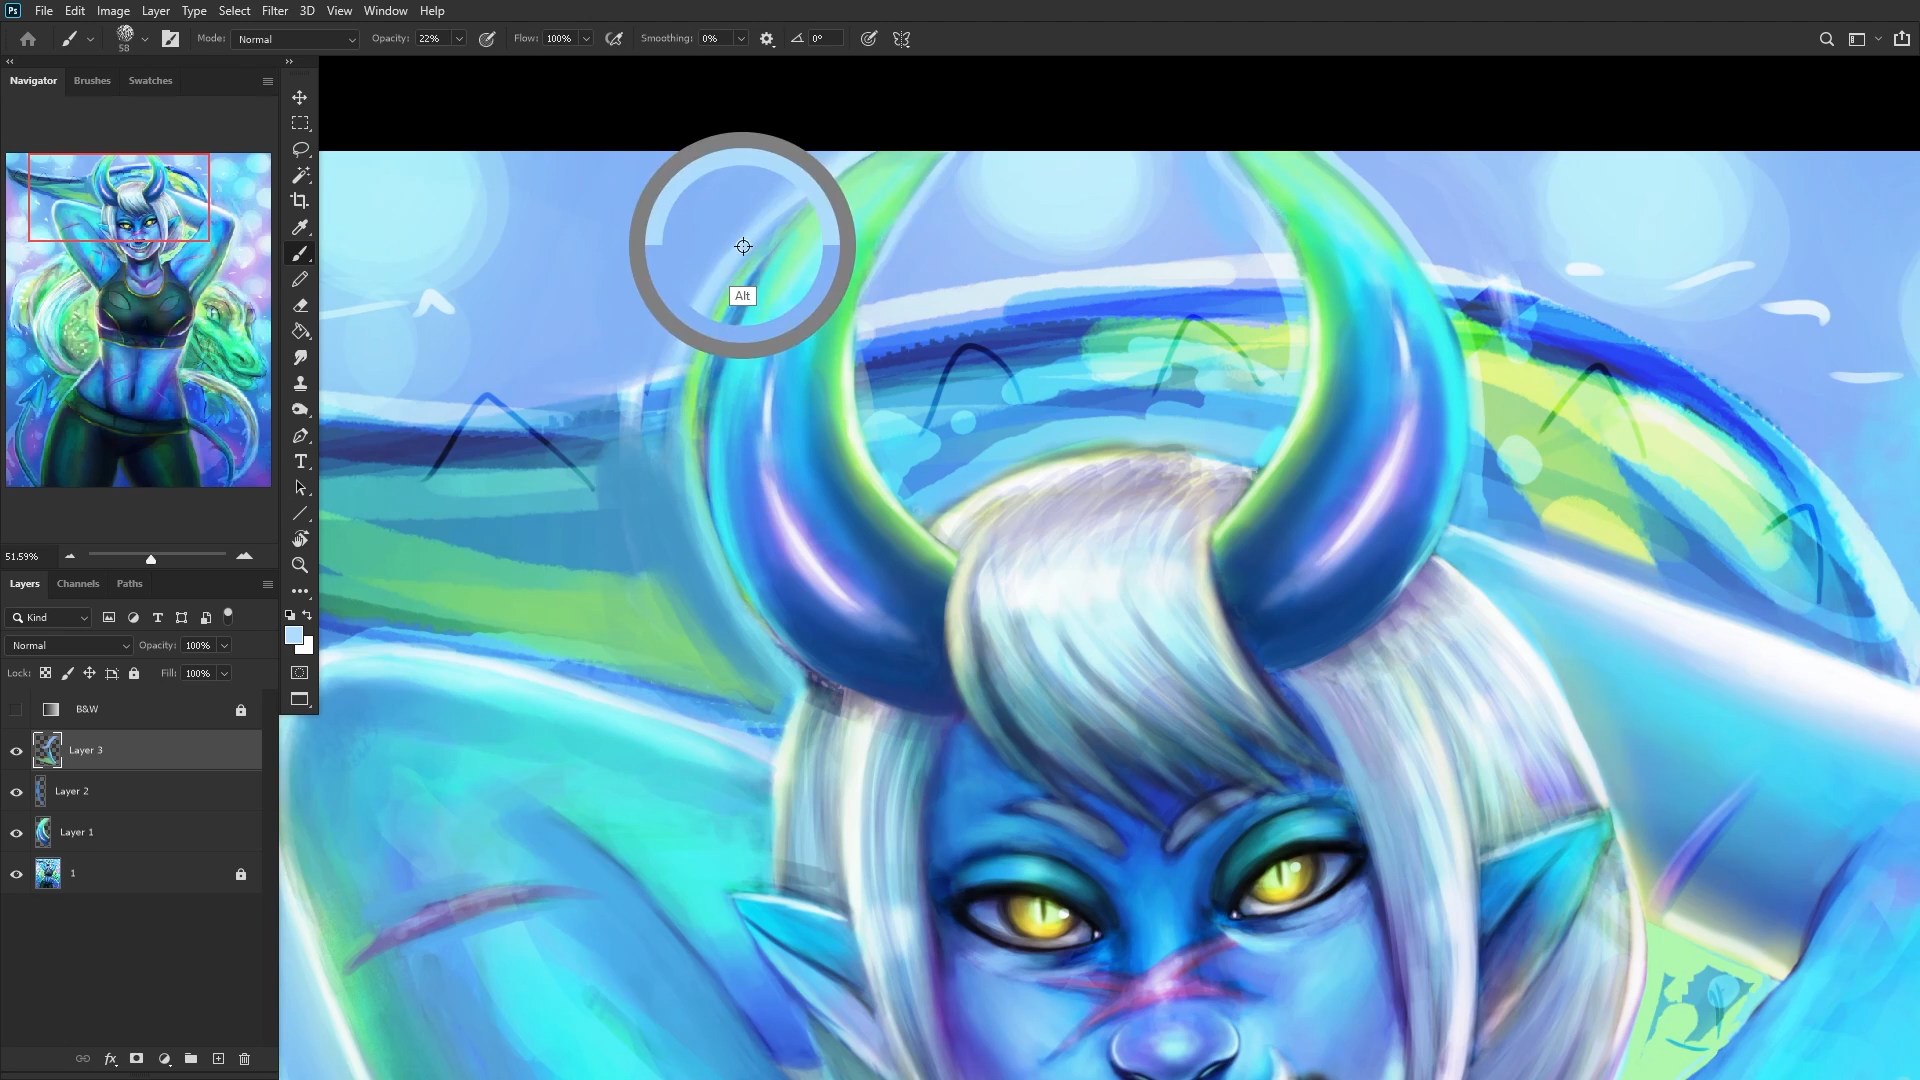 Ps File Edit Image Layer Type Select Filter 3D View Window Help
58 Mode: Normal Opacity: 22% Flow: 100% Smoothing: 0% 0°
Navigator Brushes Swatches
Alt
51.59%
Layers Channels Paths
Kind
Normal Opacity: 100%
Lock: Fill: 100%
B&W
Layer 3
Layer 2
Layer 1
1
fx